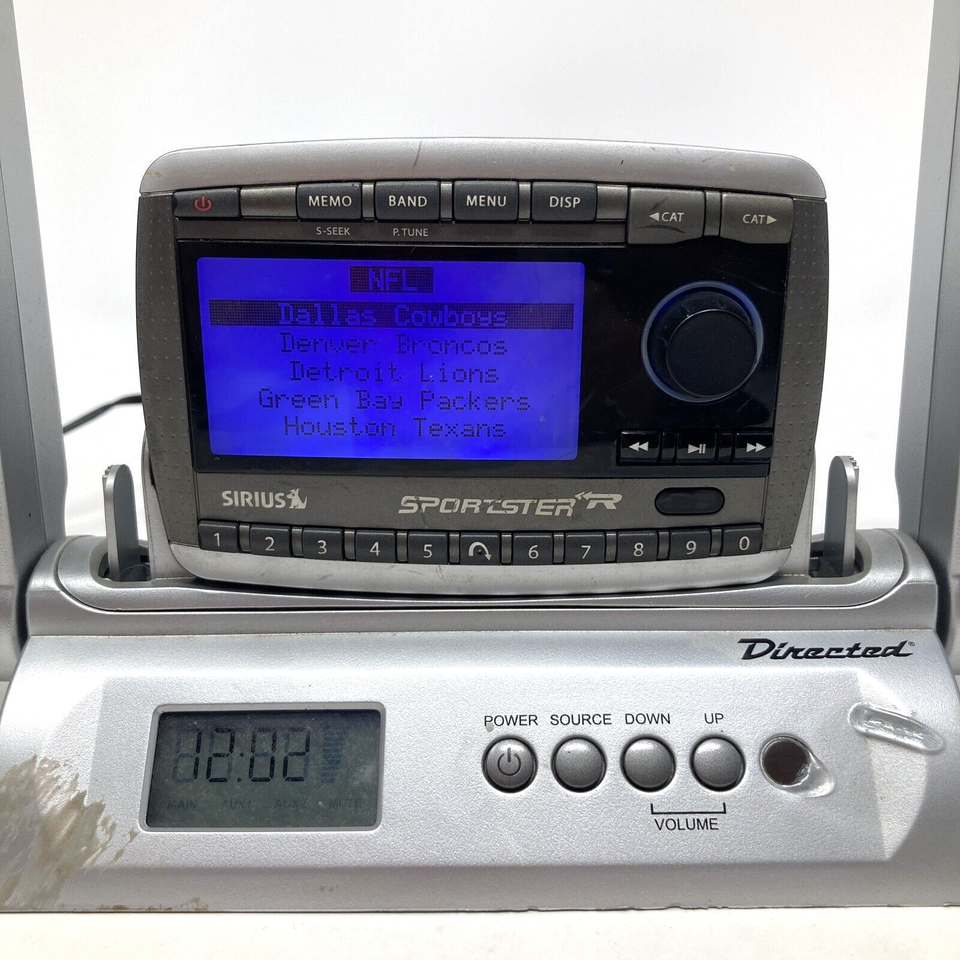 MEMO BAND MENU DISP ◀CAT CAT▶
S-SEEK P.TUNE
NFL
Dallas Cowboys
Denver Broncos
Detroit Lions
Green Bay Packers
Houston Texans
SIRIUS SPORTSTER R
1 2 3 4 5 6 7 8 9 0
Directed®
POWER SOURCE DOWN UP
VOLUME
12:02
MAIN AUX1 AUX2 MUTE